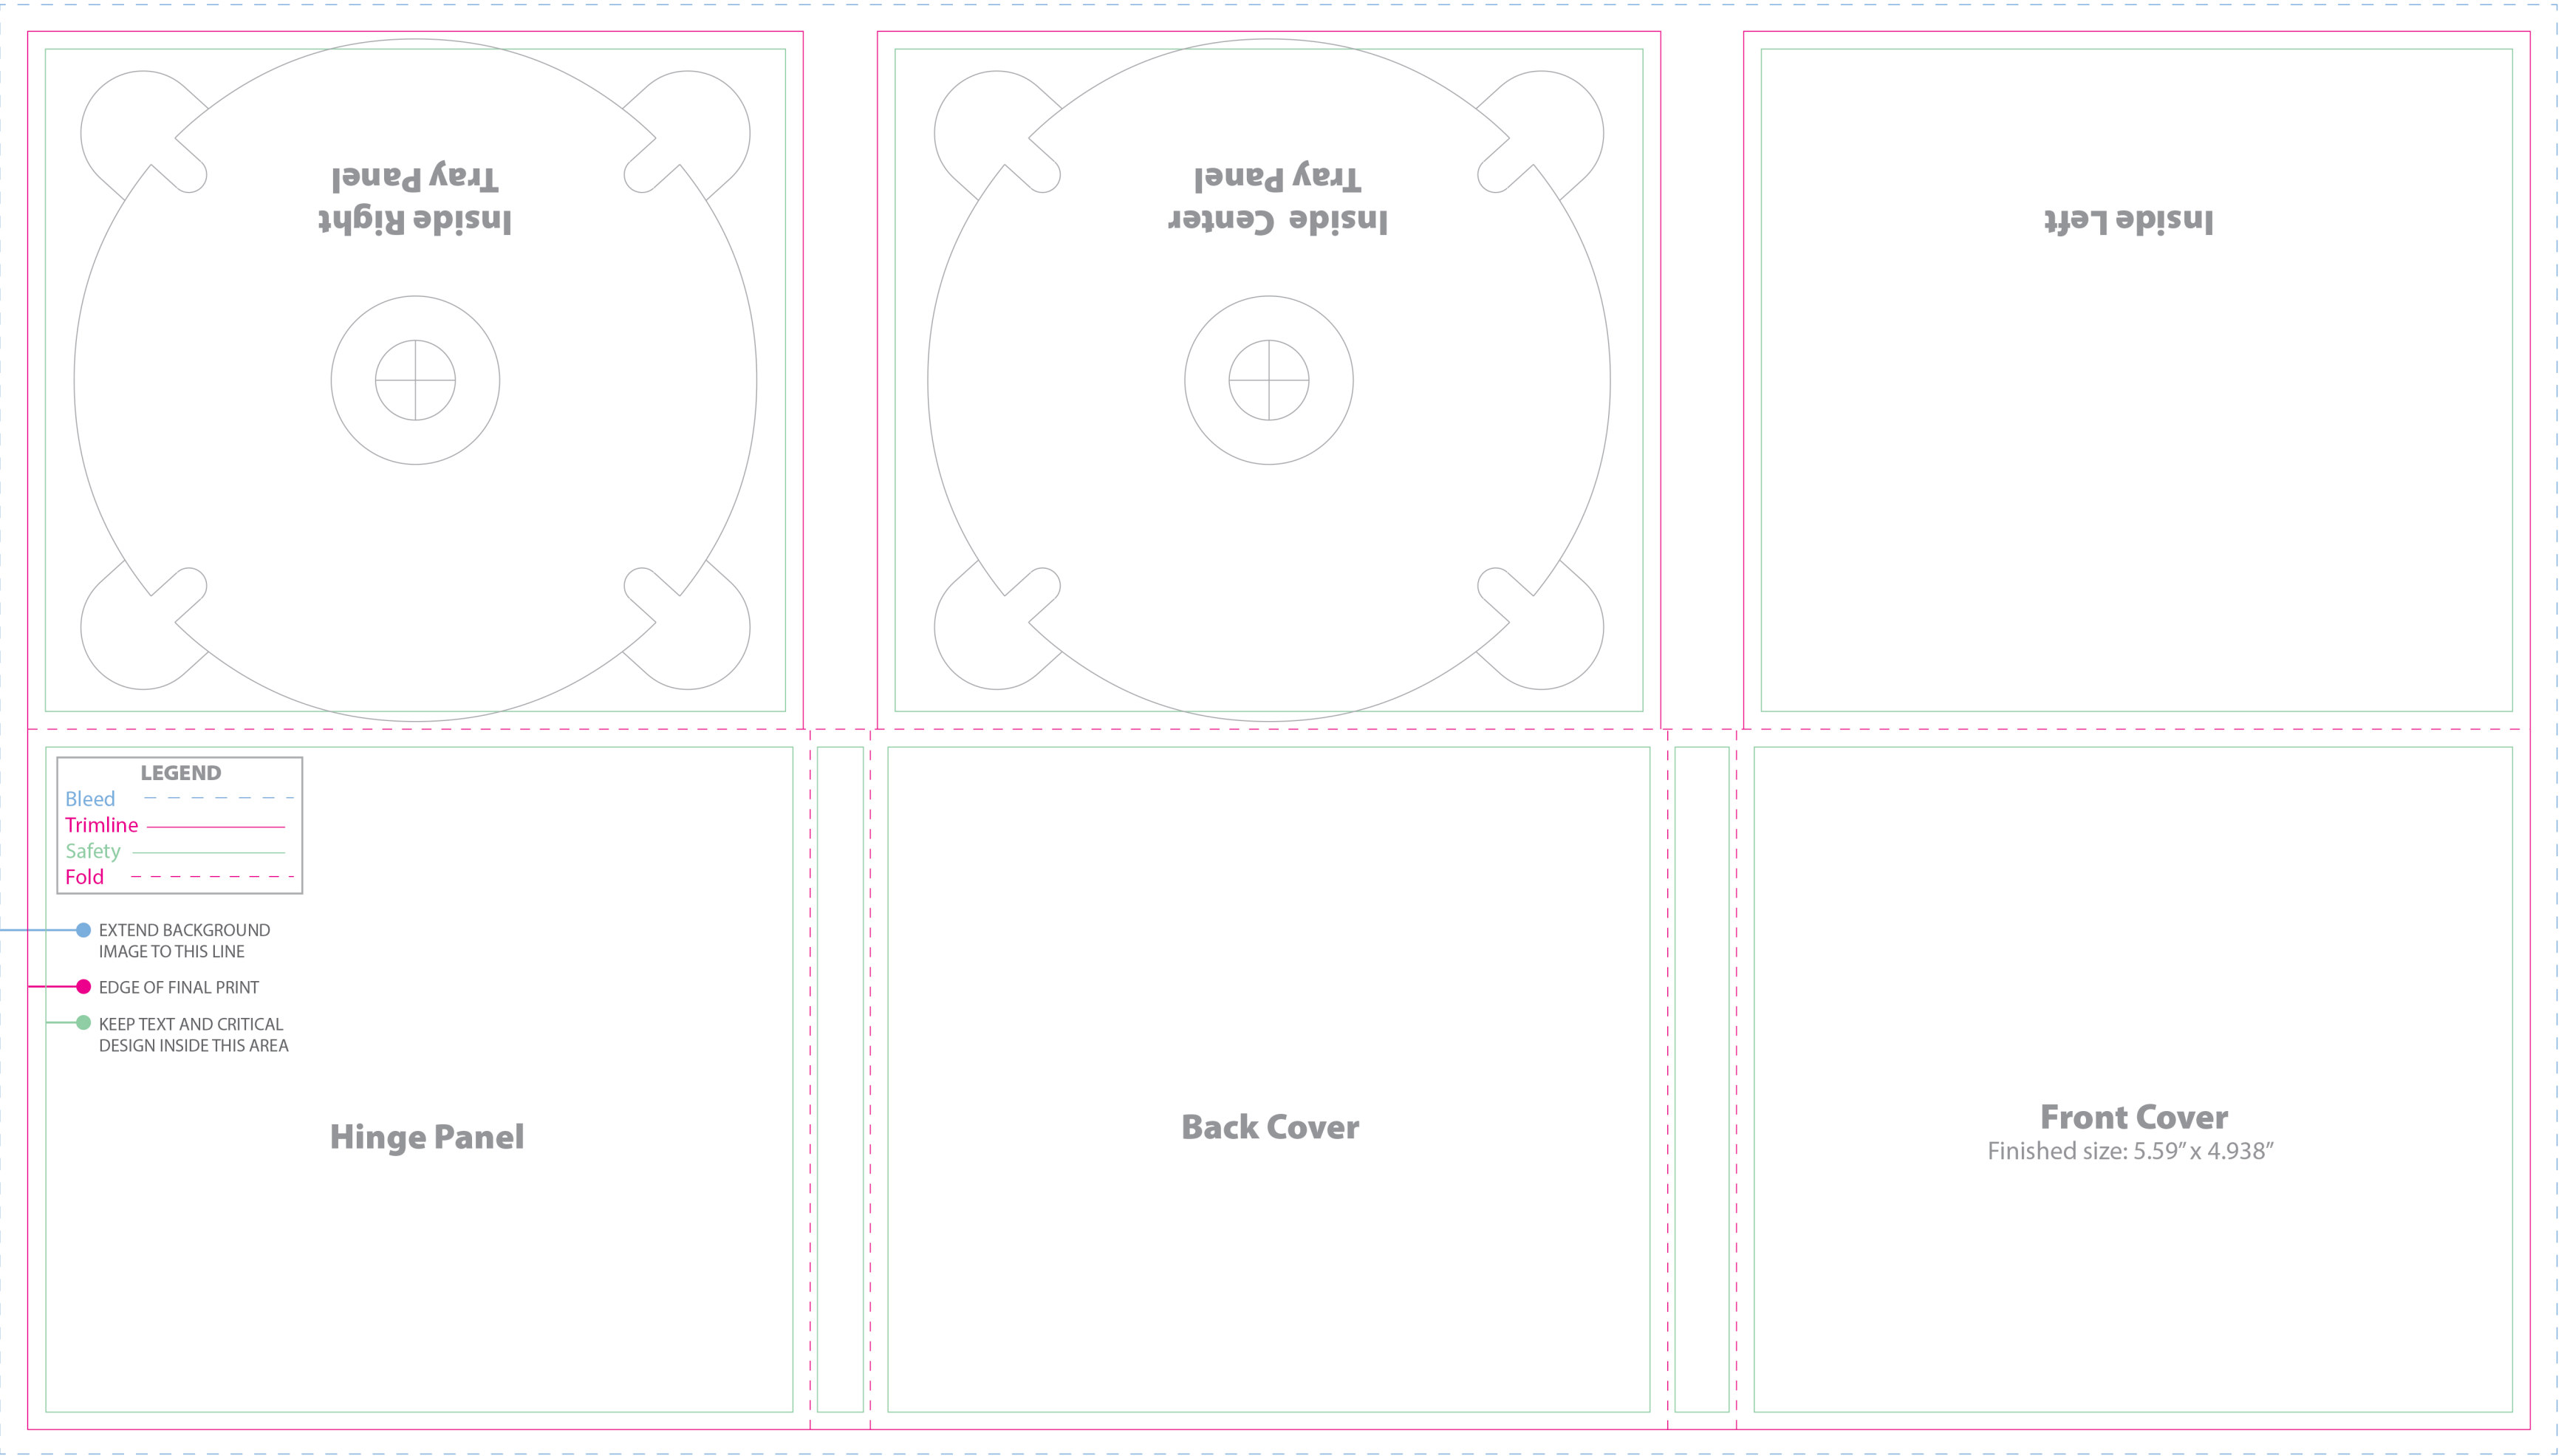 Inside Right
Tray Panel
Inside Center
Tray Panel
Inside Left
LEGEND
Bleed
Trimline
Safety
Fold
EXTEND BACKGROUND
IMAGE TO THIS LINE
EDGE OF FINAL PRINT
KEEP TEXT AND CRITICAL
DESIGN INSIDE THIS AREA
Hinge Panel
Back Cover
Front Cover
Finished size: 5.59” x 4.938”